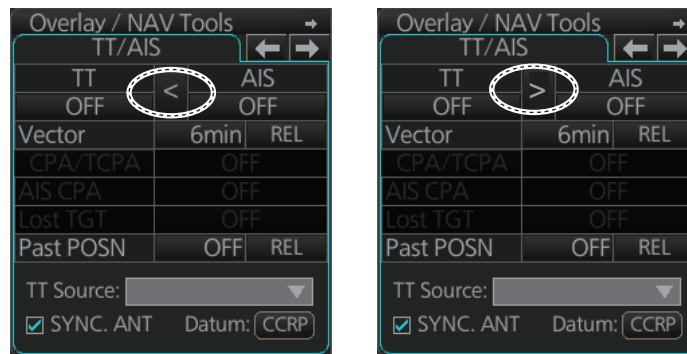 Overlay / NAV Tools
TT/AIS
TT < AIS
OFF OFF
Vector 6min REL
CPA/TCPA OFF
AIS CPA OFF
Lost TGT OFF
Past POSN OFF REL
TT Source:
SYNC. ANT Datum: CCRP
Overlay / NAV Tools
TT/AIS
TT > AIS
OFF OFF
Vector 6min REL
CPA/TCPA OFF
AIS CPA OFF
Lost TGT OFF
Past POSN OFF REL
TT Source:
SYNC. ANT Datum: CCRP